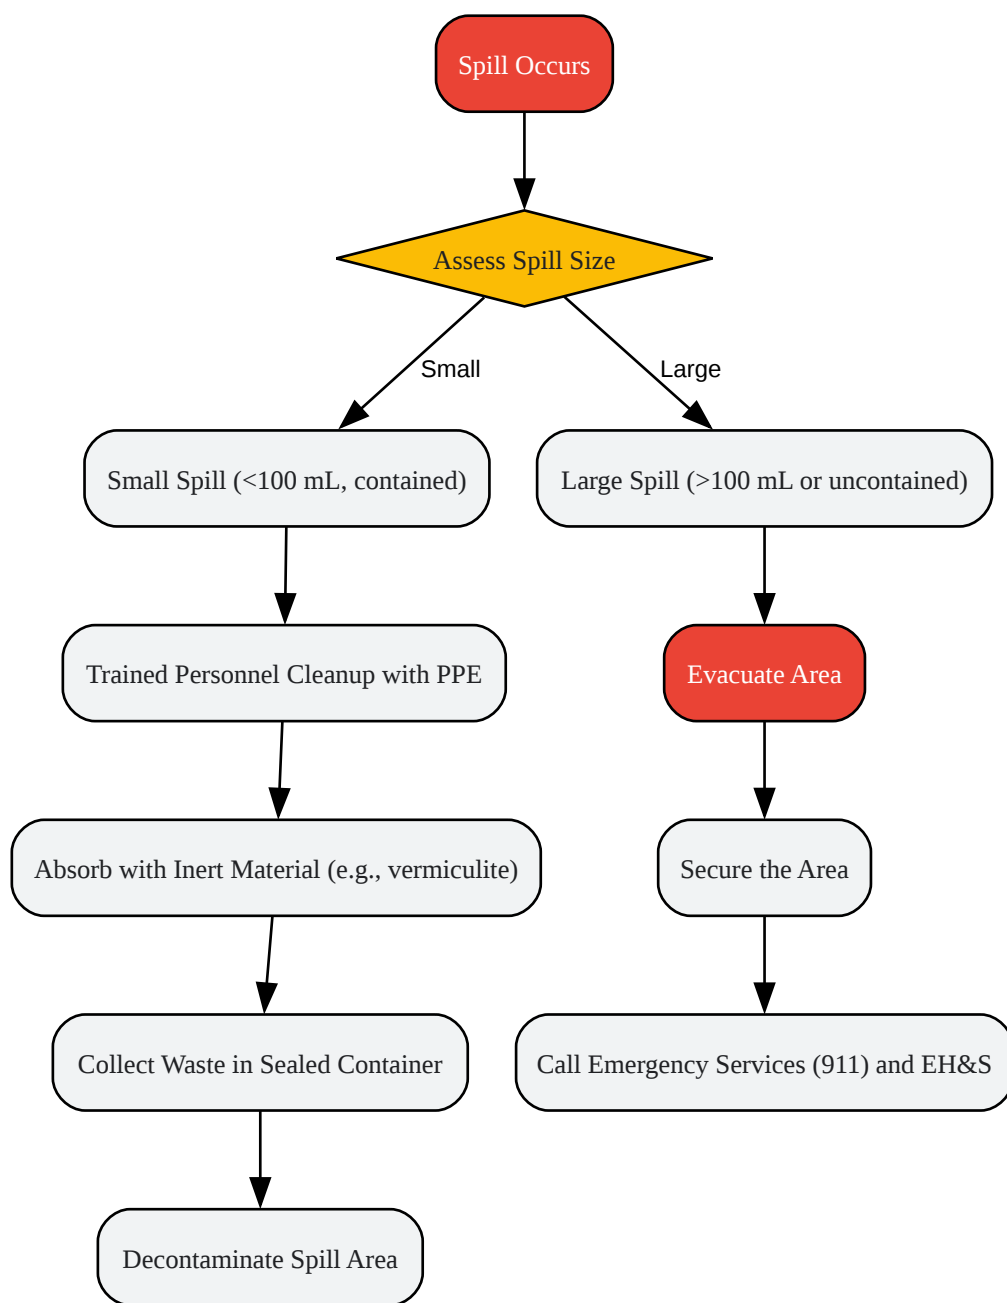 Spill Occurs
Assess Spill Size
Small
Large
Small Spill (<100 mL, contained)
Large Spill (>100 mL or uncontained)
Trained Personnel Cleanup with PPE
Evacuate Area
Absorb with Inert Material (e.g., vermiculite)
Secure the Area
Collect Waste in Sealed Container
Call Emergency Services (911) and EH&S
Decontaminate Spill Area